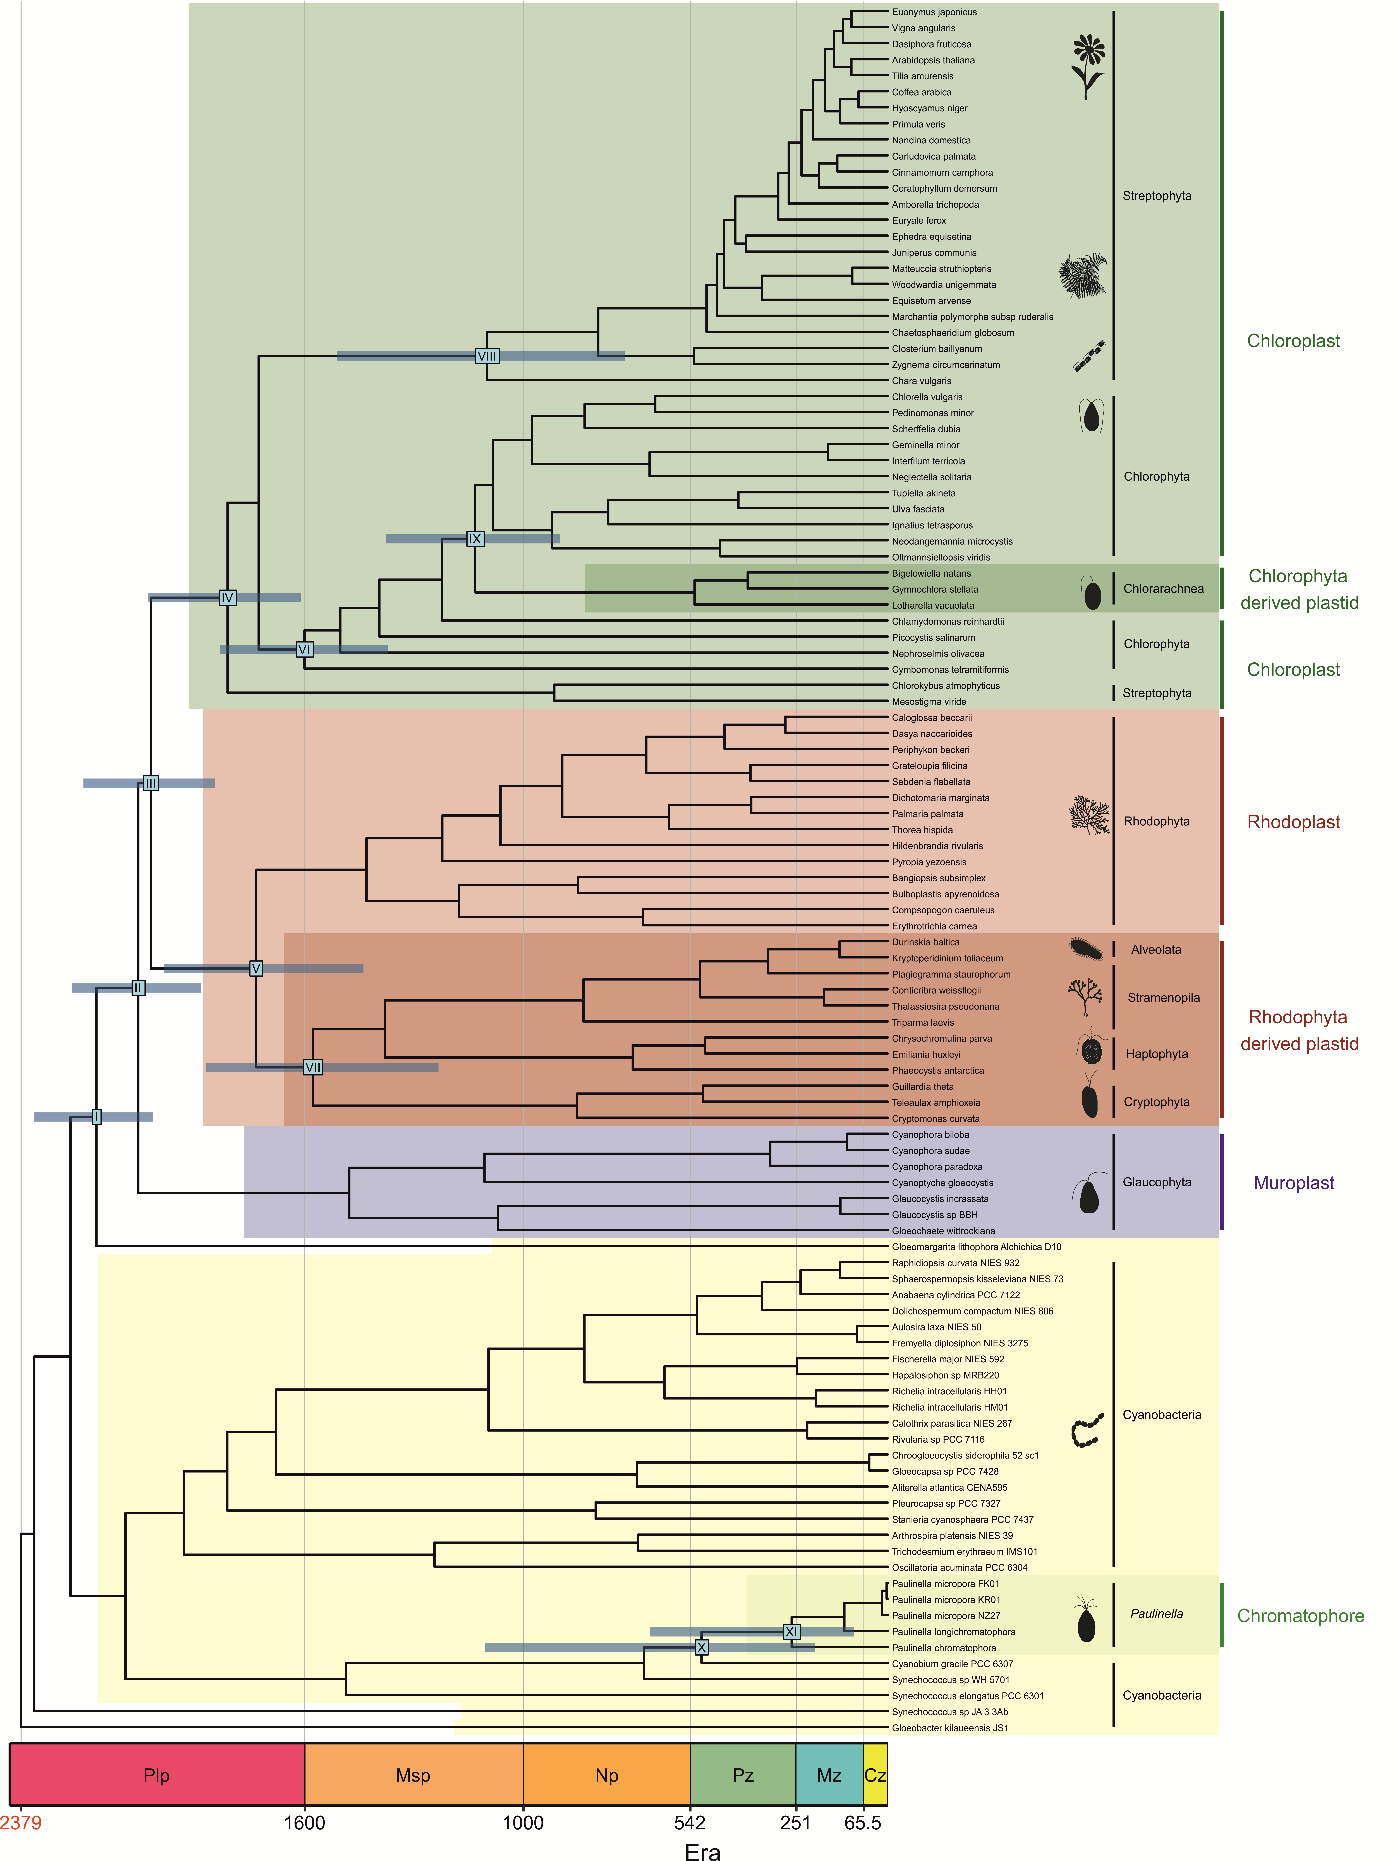 Euonymus japonicus
Vigna angularis
Dasiphora fruticosa
Arabidopsis thaliana
Tilia amurensis
Coffea arabica
Hyoscyamus niger
Primula veris
Nandina domestica
Carludovica palmata
Cinnamomum camphora
Ceratophyllum demersum
Streptophyta
Amborella trichopoda
Euryale ferox
Ephedra equisetina
Juniperus communis
Matteuccia struthiopteris
Woodwardia unigemmata
Equisetum arvense
Marchantia polymorpha subsp ruderalis
Chaetosphaeridium globosum
Chloroplast
Closterium baillyanum
VIII
Zygnema circumcarinatum
Chara vulgaris
Chlorella vulgaris
Pedinomonas minor
Scherffelia dubia
Geminella minor
Interfilum terricola
Neglectella solitaria
Chlorophyta
Tupiella akineta
Ulva fasciata
Ignatius tetrasporus
IX
Neodangemannia microcystis
Oltmannsiellopsis viridis
Bigelowiella natans
Chlorophyta
Gymnochlora stellata
Chlorarachnea
derived plastid
IV
Lotharella vacuolata
Chlamydomonas reinhardtii
Picocystis salinarum
Chlorophyta
VI
Nephroselmis olivacea
Cymbomonas tetramitiformis
Chloroplast
Chlorokybus atmophyticus
Streptophyta
Mesostigma viride
Caloglossa beccarii
Dasya naccarioides
Periphykon beckeri
Grateloupia filicina
Sebdenia flabellata
III
Dichotomaria marginata
Palmaria palmata
Rhodophyta
Rhodoplast
Thorea hispida
Hildenbrandia rivularis
Pyropia yezoensis
Bangiopsis subsimplex
Bulboplastis apyrenoidosa
Compsopogon caeruleus
Erythrotrichia carnea
Durinskia baltica
Alveolata
Kryptoperidinium foliaceum
V
Plagiogramma staurophorum
II
Conticribra weissflogii
Stramenopila
Thalassiosira pseudonana
Rhodophyta
derived plastid
Triparma laevis
Chrysochromulina parva
Emiliania huxleyi
Haptophyta
VII
Phaeocystis antarctica
Guillardia theta
Teleaulax amphioxeia
Cryptophyta
I
Cryptomonas curvata
Cyanophora biloba
Cyanophora sudae
Cyanophora paradoxa
Cyanoptyche gloeocystis
Glaucophyta
Muroplast
Glaucocystis incrassata
Glaucocystis sp BBH
Gloeochaete wittrockiana
Gloeomargarita lithophora Alchichica D10
Raphidiopsis curvata NIES 932
Sphaerospermopsis kisseleviana NIES 73
Anabaena cylindrica PCC 7122
Dolichospermum compactum NIES 806
Aulosira laxa NIES 50
Fremyella diplosiphon NIES 3275
Fischerella major NIES 592
Hapalosiphon sp MRB220
Richelia intracellularis HH01
Richelia intracellularis HM01
Cyanobacteria
Calothrix parasitica NIES 267
Rivularia sp PCC 7116
Chroogloeocystis siderophila 52 sc1
Gloeocapsa sp PCC 7428
Aliterella atlantica CENA595
Pleurocapsa sp PCC 7327
Stanieria cyanosphaera PCC 7437
Arthrospira platensis NIES 39
Trichodesmium erythraeum IMS101
Oscillatoria acuminata PCC 6304
Paulinella micropora FK01
Paulinella micropora KR01
Paulinella micropora NZ27
Paulinella
Chromatophore
XI
Paulinella longichromatophora
X
Paulinella chromatophora
Cyanobium gracile PCC 6307
Synechococcus sp WH 5701
Synechococcus elongatus PCC 6301
Cyanobacteria
Synechococcus sp JA 3 3Ab
Gloeobacter kilaueensis JS1
Plp Msp Np Pz Mz Cz
2379 1600 1000 542 251 65.5
Era